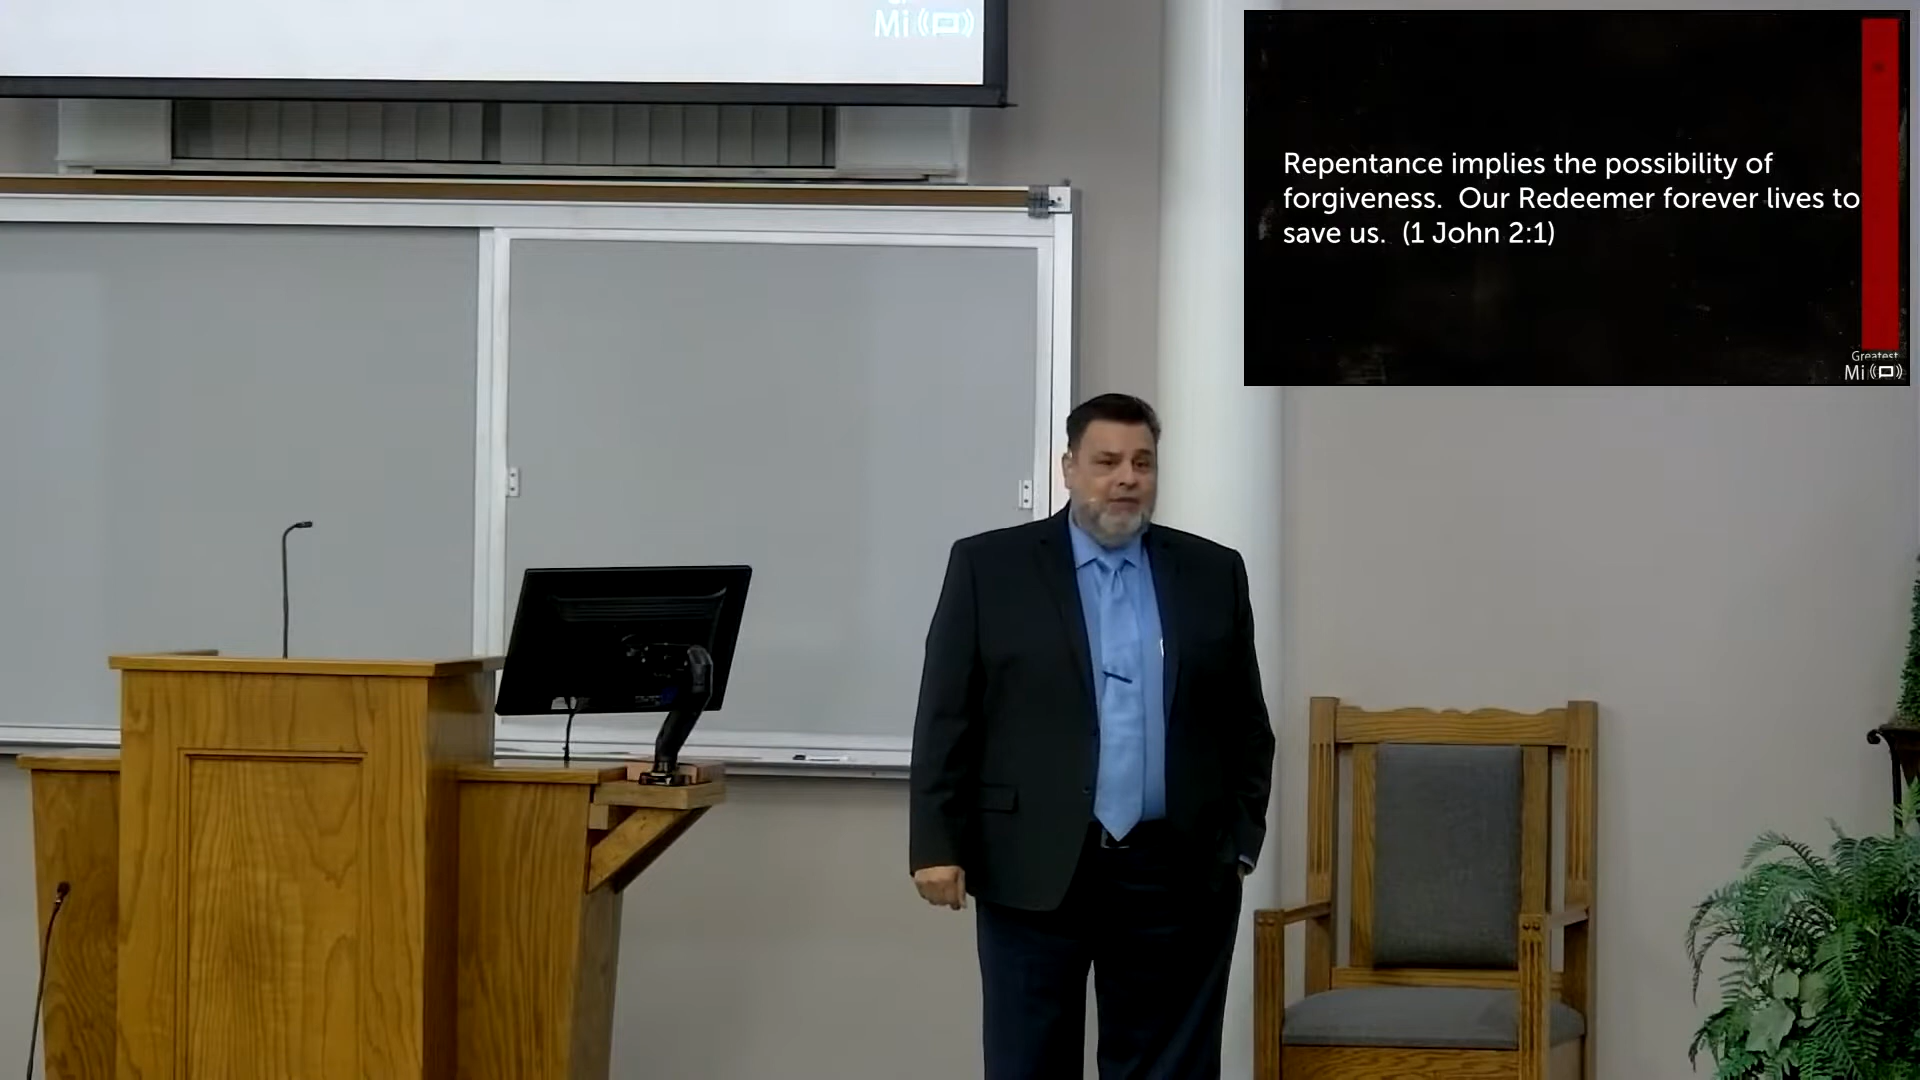 Mi
Repentance implies the possibility of
forgiveness.  Our Redeemer forever lives to
save us.  (1 John 2:1)
Greatest
Mi